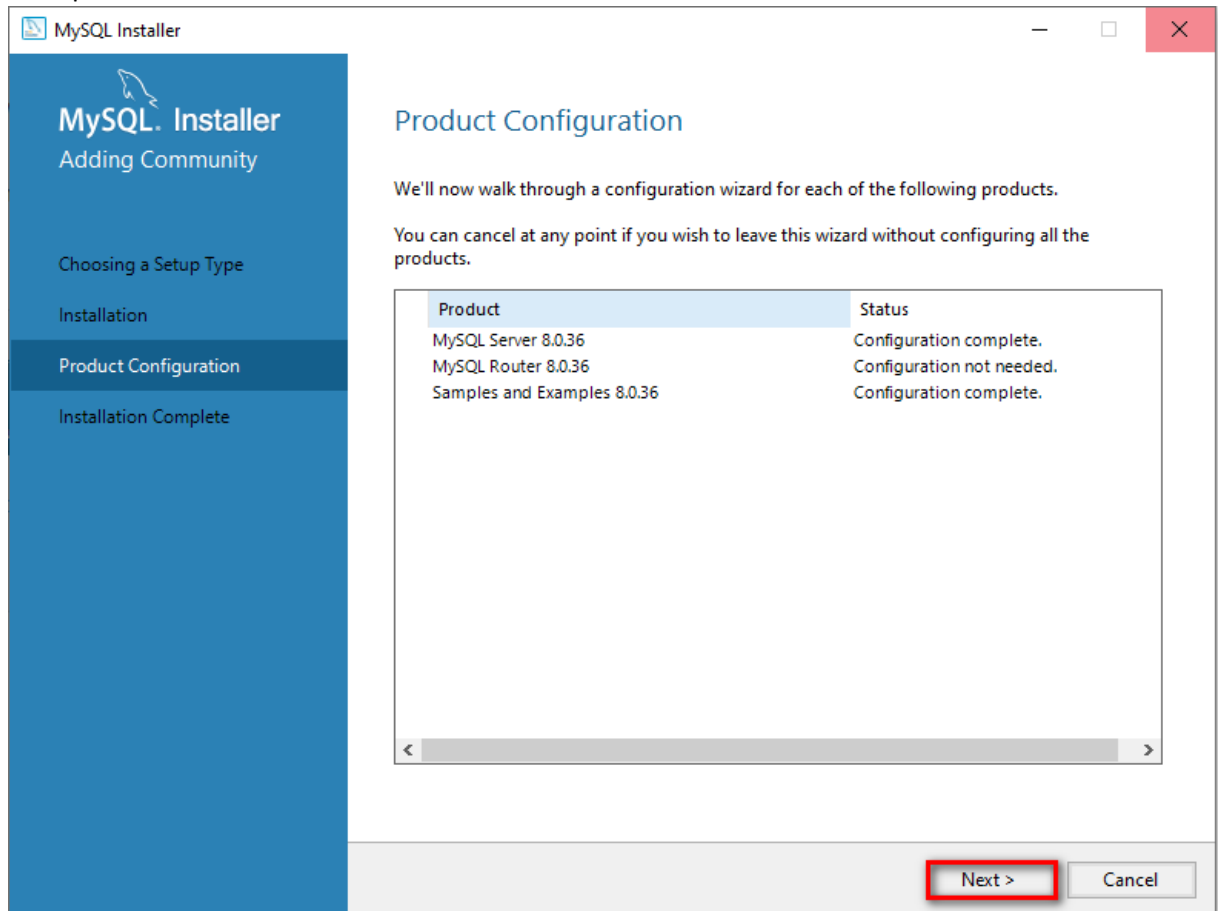 MySQL Installer
MySQL. Installer
Adding Community
Choosing a Setup Type
Installation
Product Configuration
Installation Complete
Product Configuration
We'll now walk through a configuration wizard for each of the following products.
You can cancel at any point if you wish to leave this wizard without configuring all the
products.
Product Status
MySQL Server 8.0.36 Configuration complete.
MySQL Router 8.0.36 Configuration not needed.
Samples and Examples 8.0.36 Configuration complete.
Next > Cancel